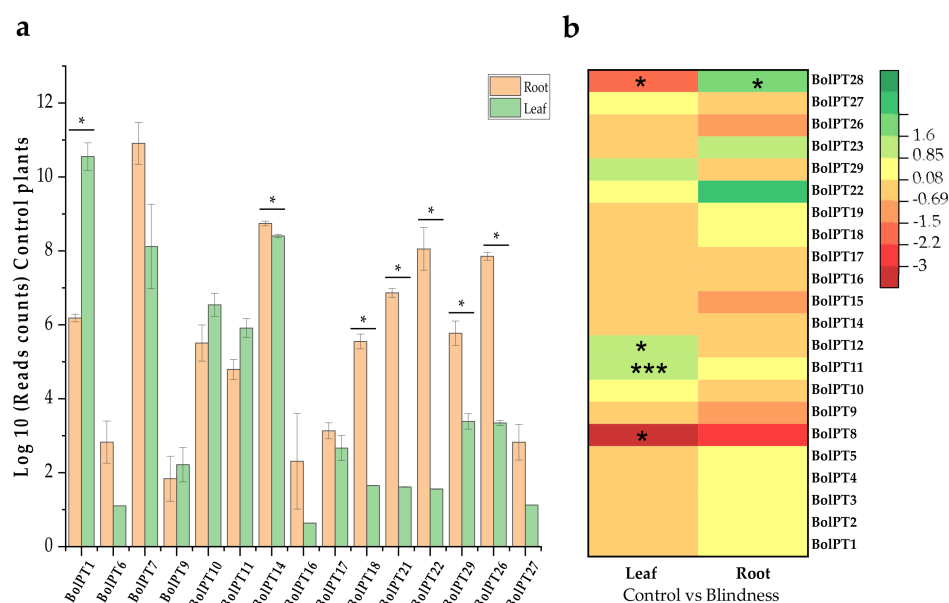 a
b
Log 10 (Reads counts) Control plants
12
10
8
6
4
2
0
Root
Leaf
*
*
*
*
*
*
*
BolPT1
BolPT6
BolPT7
BolPT9
BolPT10
BolPT11
BolPT14
BolPT16
BolPT17
BolPT18
BolPT21
BolPT22
BolPT29
BolPT26
BolPT27
* * BolPT28
BolPT27
BolPT26
BolPT23
BolPT29
BolPT22
BolPT19
BolPT18
BolPT17
BolPT16
BolPT15
BolPT14
* BolPT12
*** BolPT11
BolPT10
BolPT9
* BolPT8
BolPT5
BolPT4
BolPT3
BolPT2
BolPT1
Leaf Root
Control vs Blindness
1.6
0.85
0.08
-0.69
-1.5
-2.2
-3